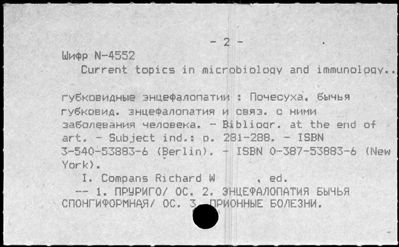 - 2 -
Шифр N-4552
Current topics in microbiology and immunology..
губковидные энцефалопатии : Почесуха, бычья
губковид. энцефалопатия и связ. с ними
заболевания человека. - Bibliogr. at the end of
art. - Subject ind.: p. 281-288. - ISBN
3-540-53883-6 (Berlin). - ISBN 0-387-53883-6 (New
York).
I. Compans Richard W , ed.
-- 1. ПРУРИГО/ ОС. 2. ЭНЦЕФАЛОПАТИЯ БЫЧЬЯ
СПОНГИФОРМНАЯ/ ОС. 3. ПРИОННЫЕ БОЛЕЗНИ.